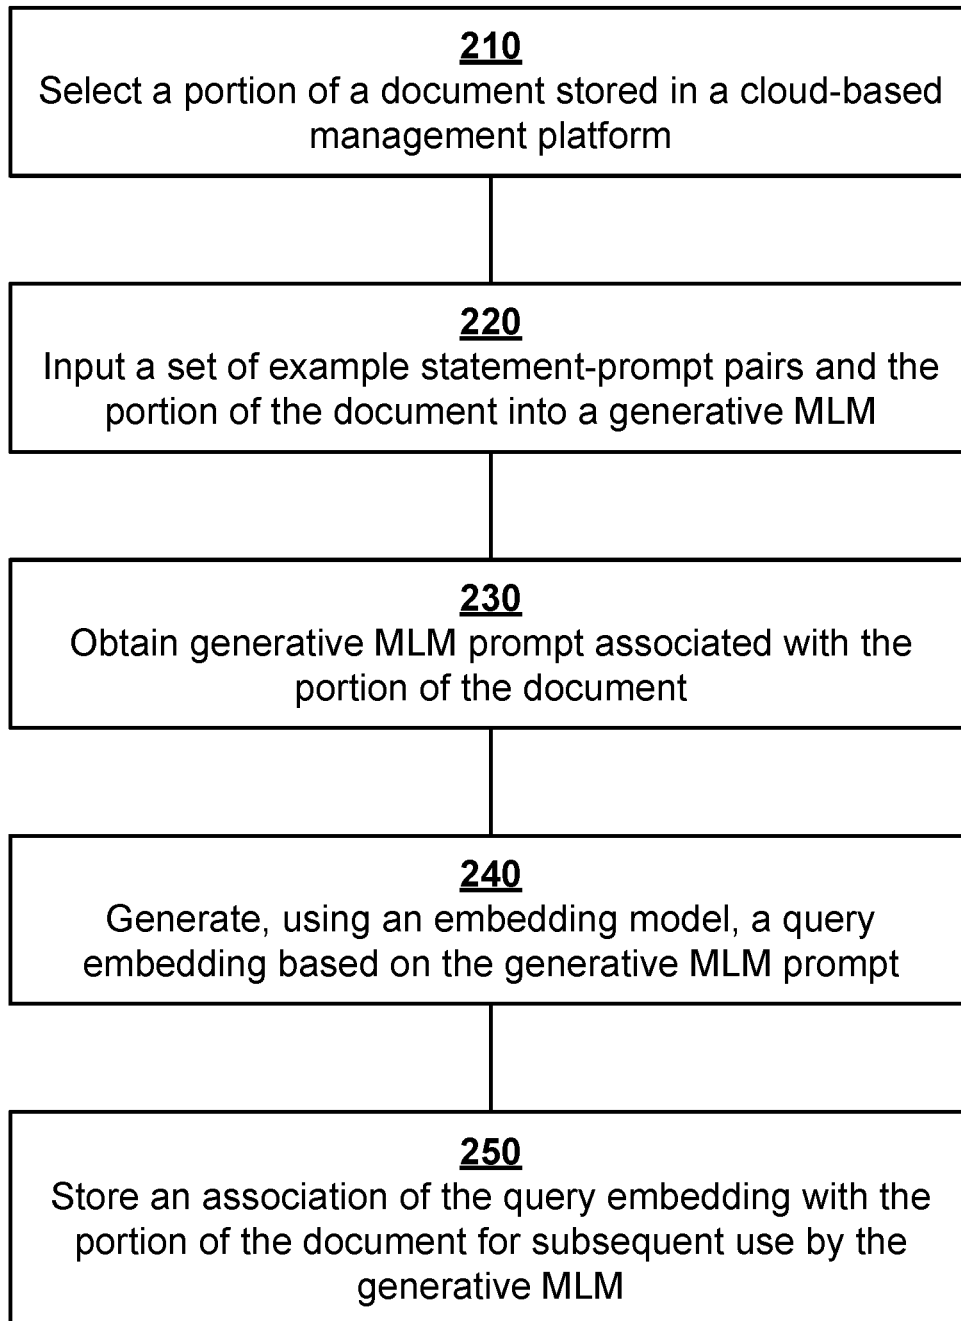 210
Select a portion of a document stored in a cloud-based
management platform
220
Input a set of example statement-prompt pairs and the
portion of the document into a generative MLM
230
Obtain generative MLM prompt associated with the
portion of the document
240
Generate, using an embedding model, a query
embedding based on the generative MLM prompt
250
Store an association of the query embedding with the
portion of the document for subsequent use by the
generative MLM